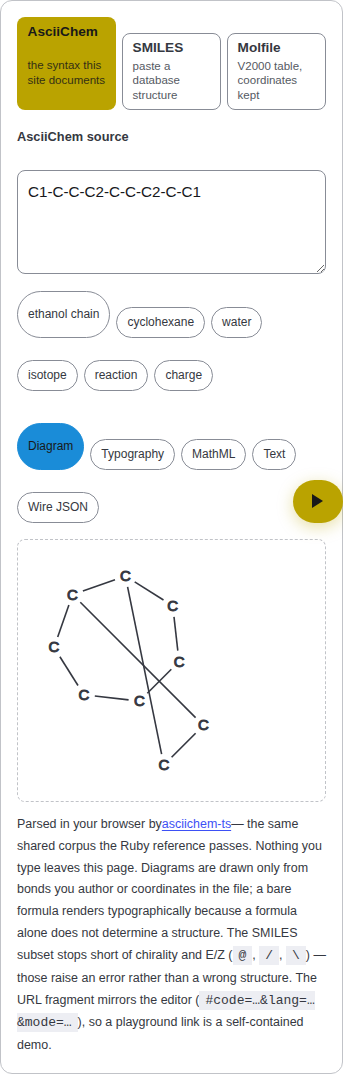 AsciiChem
the syntax this
site documents
SMILES
paste a
database
structure
Molfile
V2000 table,
coordinates
kept
AsciiChem source
C1-C-C-C2-C-C-C2-C-C1
ethanol chain
cyclohexane
water
isotope
reaction
charge
Diagram
Typography
MathML
Text
Wire JSON
C
C
C
C
C
C
C
C
C
Parsed in your browser byasciichem-ts— the same
shared corpus the Ruby reference passes. Nothing you
type leaves this page. Diagrams are drawn only from
bonds you author or coordinates in the file; a bare
formula renders typographically because a formula
alone does not determine a structure. The SMILES
subset stops short of chirality and E/Z ( @ , / , \ ) —
those raise an error rather than a wrong structure. The
URL fragment mirrors the editor ( #code=…&lang=…
&mode=… ), so a playground link is a self-contained
demo.